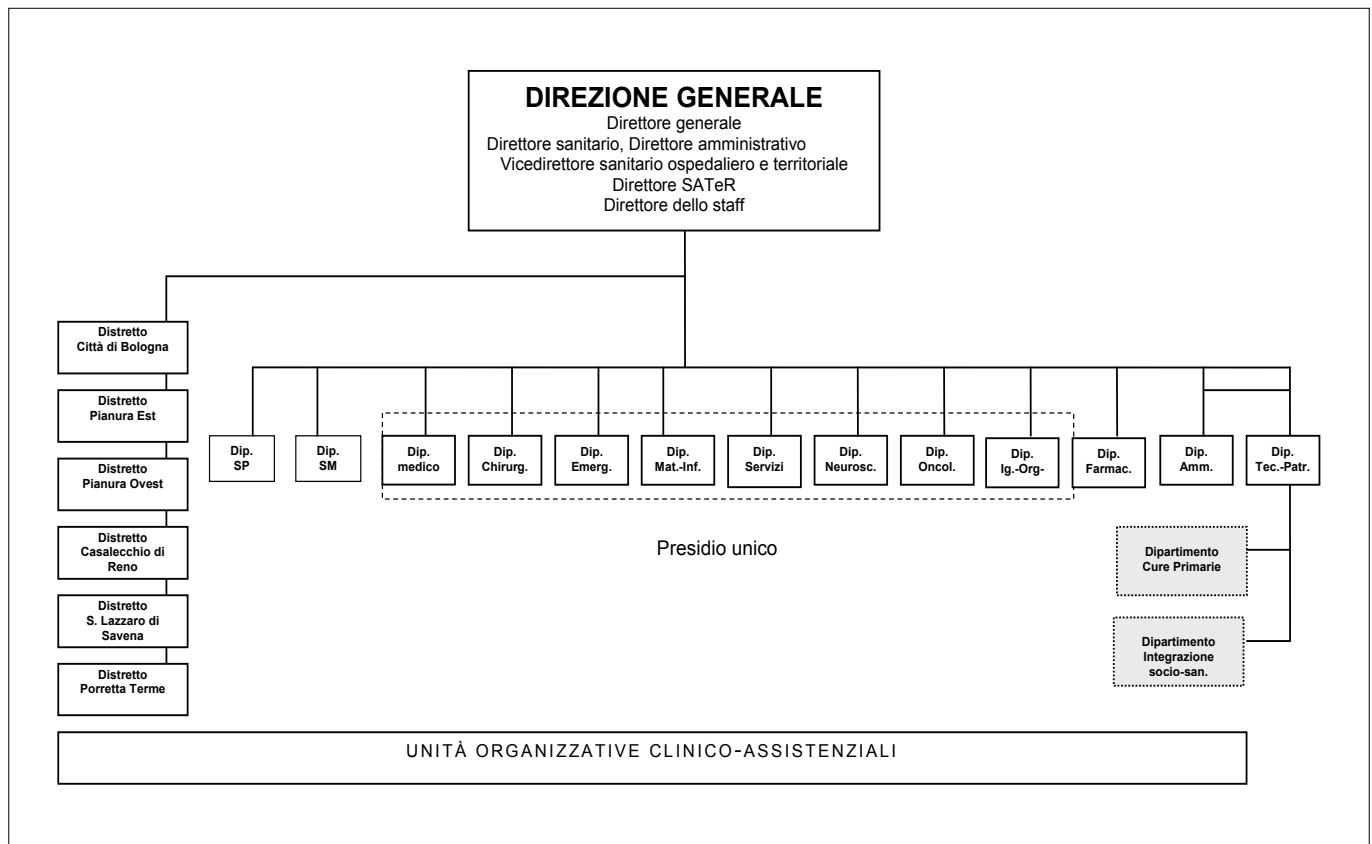 DIREZIONE GENERALE
Direttore generale
Direttore sanitario, Direttore amministrativo
Vicedirettore sanitario ospedaliero e territoriale
Direttore SATeR
Direttore dello staff
Distretto
Città di Bologna
Distretto
Pianura Est
Distretto
Pianura Ovest
Distretto
Casalecchio di
Reno
Distretto
S. Lazzaro di
Savena
Distretto
Porretta Terme
Dip.
SP
Dip.
SM
Dip.
medico
Dip.
Chirurg.
Dip.
Emerg.
Dip.
Mat.-Inf.
Dip.
Servizi
Dip.
Neurosc.
Dip.
Oncol.
Dip.
Ig.-Org-
Dip.
Farmac.
Dip.
Amm.
Dip.
Tec.-Patr.
Presidio unico
Dipartimento
Cure Primarie
Dipartimento
Integrazione
socio-san.
UNITÀ ORGANIZZATIVE CLINICO-ASSISTENZIALI